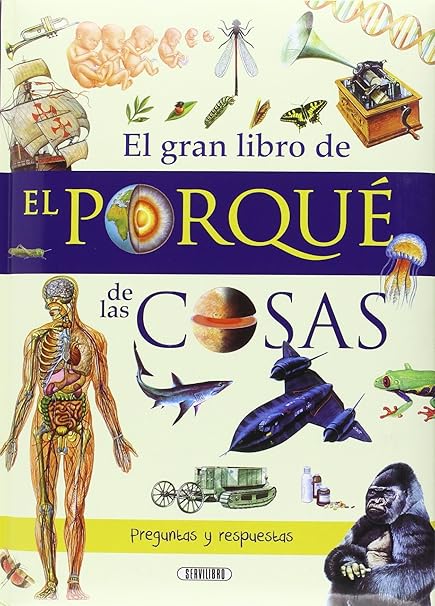 El gran libro de
EL PORQUÉ
de las COSAS
Preguntas y respuestas
SERVILIBRO